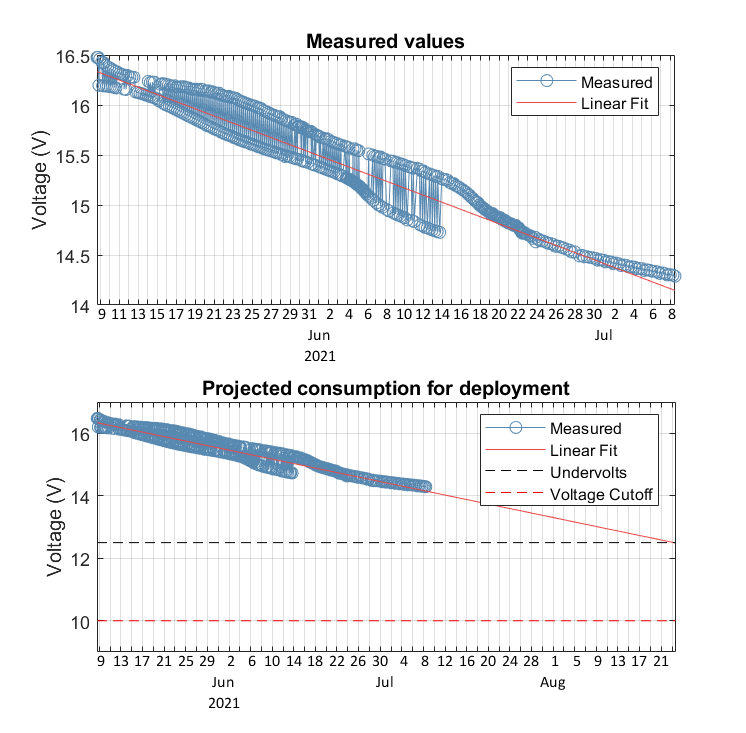 Measured values
16.5
16
15.5
15
14.5
14
Voltage (V)
Measured
Linear Fit
9 11 13 15 17 19 21 23 25 27 29 31 2 4 6 8 10 12 14 16 18 20 22 24 26 28 30 2 4 6 8
Jun Jul
2021
Projected consumption for deployment
16
14
12
10
Voltage (V)
Measured
Linear Fit
Undervolts
Voltage Cutoff
9 13 17 21 25 29 2 6 10 14 18 22 26 30 4 8 12 16 20 24 28 1 5 9 13 17 21
Jun Jul Aug
2021